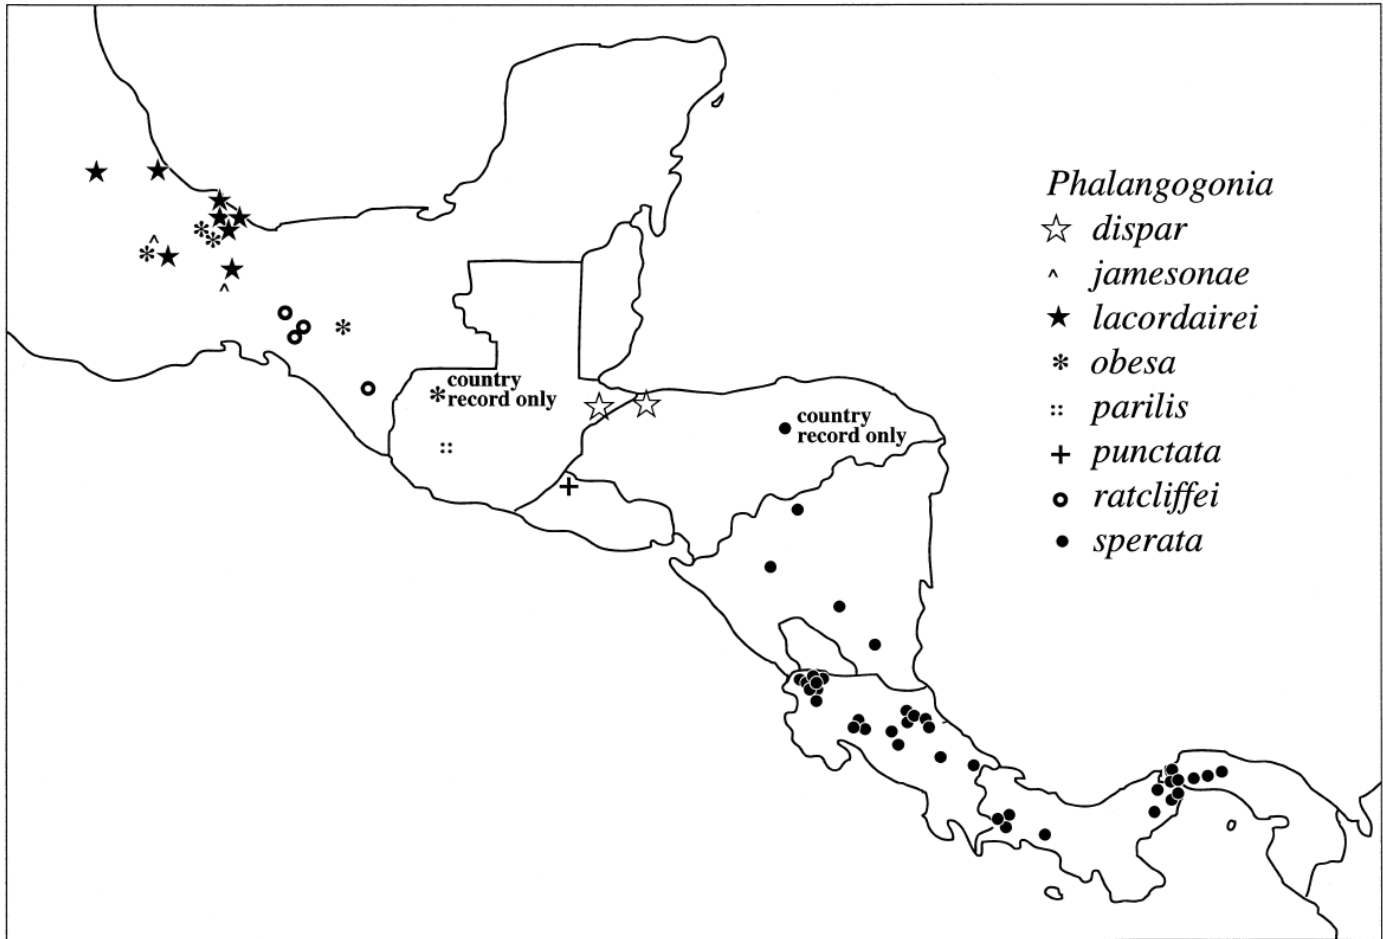 Phalangogonia
dispar
jamesonae
lacordairei
obesa
parilis
punctata
ratcliffei
sperata
country
record only
country
record only